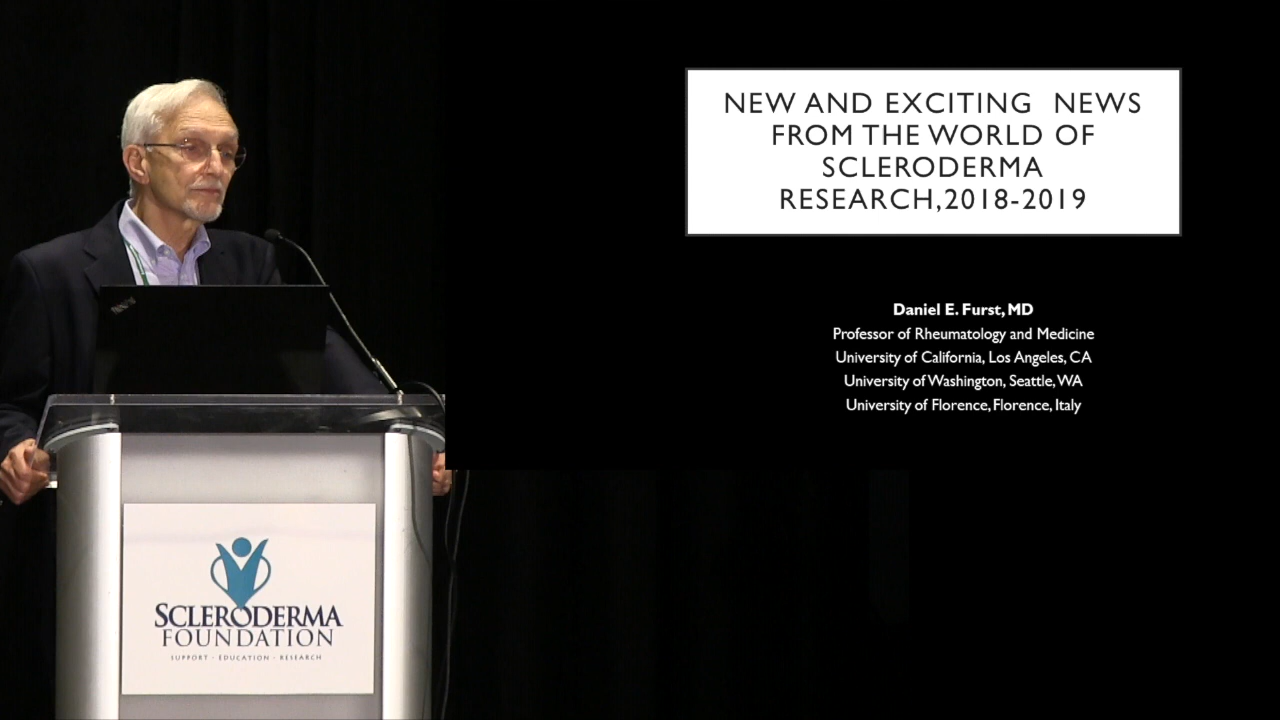 NEW AND EXCITING NEWS
FROM THE WORLD OF
SCLERODERMA
RESEARCH,2018-2019
Daniel E. Furst, MD
Professor of Rheumatology and Medicine
University of California, Los Angeles, CA
University of Washington, Seattle, WA
University of Florence, Florence, Italy
SCLERODERMA
FOUNDATION
SUPPORT · EDUCATION · RESEARCH